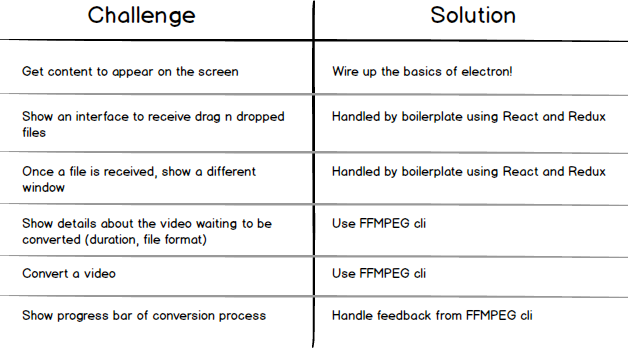 Challenge Solution
Get content to appear on the screen Wire up the basics of electron!
Show an interface to receive drag n dropped Handled by boilerplate using React and Redux
files
Once a file is received, show a different Handled by boilerplate using React and Redux
window
Show details about the video waiting to be Use FFMPEG cli
converted (duration, file format)
Convert a video Use FFMPEG cli
Show progress bar of conversion process Handle feedback from FFMPEG cli